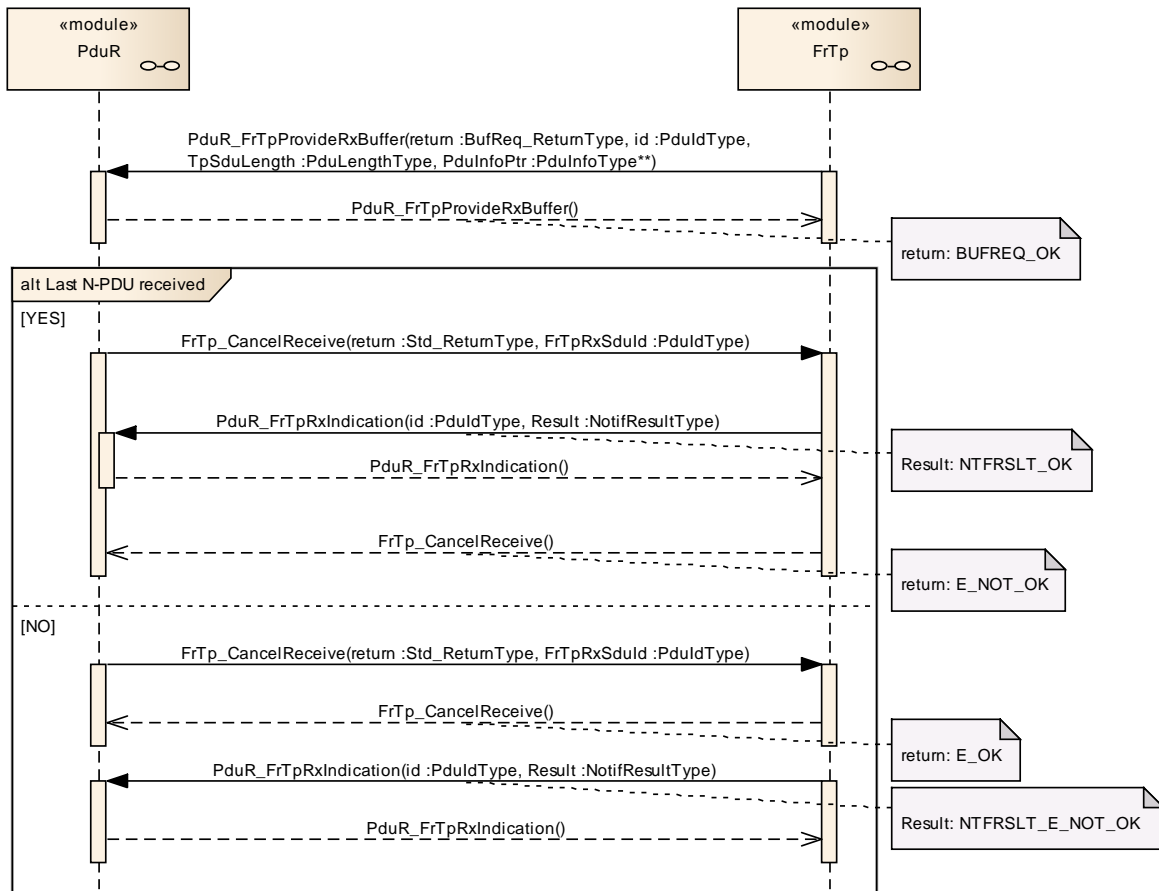 «module»
PduR
«module»
FrTp
PduR_FrTpProvideRxBuffer(return :BufReq_ReturnType, id :PduIdType,
TpSduLength :PduLengthType, PduInfoPtr :PduInfoType**)
PduR_FrTpProvideRxBuffer()
return: BUFREQ_OK
alt Last N-PDU received
[YES]
FrTp_CancelReceive(return :Std_ReturnType, FrTpRxSduId :PduIdType)
PduR_FrTpRxIndication(id :PduIdType, Result :NotifResultType)
Result: NTFRSLT_OK
PduR_FrTpRxIndication()
FrTp_CancelReceive()
return: E_NOT_OK
[NO]
FrTp_CancelReceive(return :Std_ReturnType, FrTpRxSduId :PduIdType)
FrTp_CancelReceive()
return: E_OK
PduR_FrTpRxIndication(id :PduIdType, Result :NotifResultType)
Result: NTFRSLT_E_NOT_OK
PduR_FrTpRxIndication()